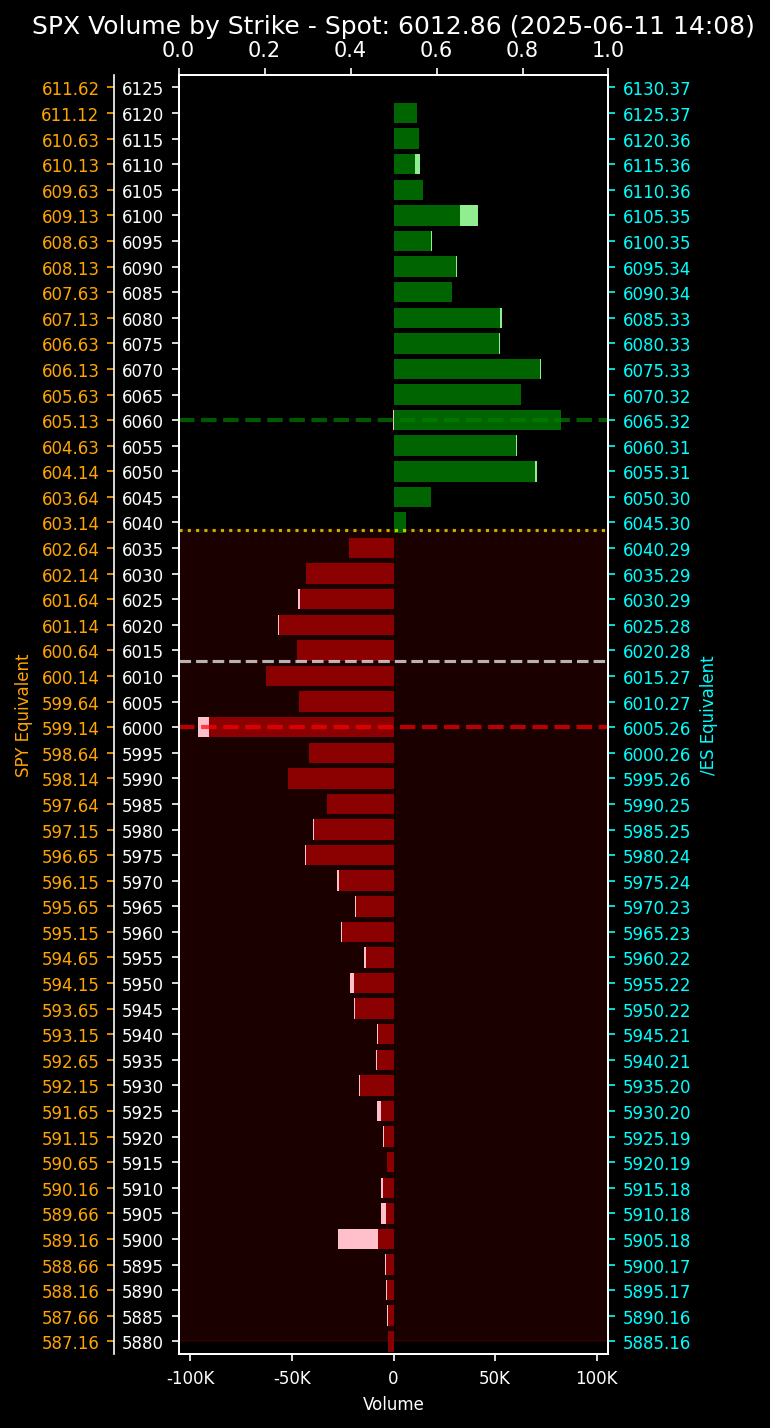 SPX Volume by Strike - Spot: 6012.86 (2025-06-11 14:08)
0.0 0.2 0.4 0.6 0.8 1.0
611.62 6125 6130.37
611.12 6120 6125.37
610.63 6115 6120.36
610.13 6110 6115.36
609.63 6105 6110.36
609.13 6100 6105.35
608.63 6095 6100.35
608.13 6090 6095.34
607.63 6085 6090.34
607.13 6080 6085.33
606.63 6075 6080.33
606.13 6070 6075.33
605.63 6065 6070.32
605.13 6060 6065.32
604.63 6055 6060.31
604.14 6050 6055.31
603.64 6045 6050.30
603.14 6040 6045.30
602.64 6035 6040.29
602.14 6030 6035.29
601.64 6025 6030.29
601.14 6020 6025.28
600.64 6015 6020.28
600.14 6010 6015.27
599.64 6005 6010.27
599.14 6000 6005.26
598.64 5995 6000.26
598.14 5990 5995.26
597.64 5985 5990.25
597.15 5980 5985.25
596.65 5975 5980.24
596.15 5970 5975.24
595.65 5965 5970.23
595.15 5960 5965.23
594.65 5955 5960.22
594.15 5950 5955.22
593.65 5945 5950.22
593.15 5940 5945.21
592.65 5935 5940.21
592.15 5930 5935.20
591.65 5925 5930.20
591.15 5920 5925.19
590.65 5915 5920.19
590.16 5910 5915.18
589.66 5905 5910.18
589.16 5900 5905.18
588.66 5895 5900.17
588.16 5890 5895.17
587.66 5885 5890.16
587.16 5880 5885.16
SPY Equivalent
/ES Equivalent
-100K -50K 0 50K 100K
Volume